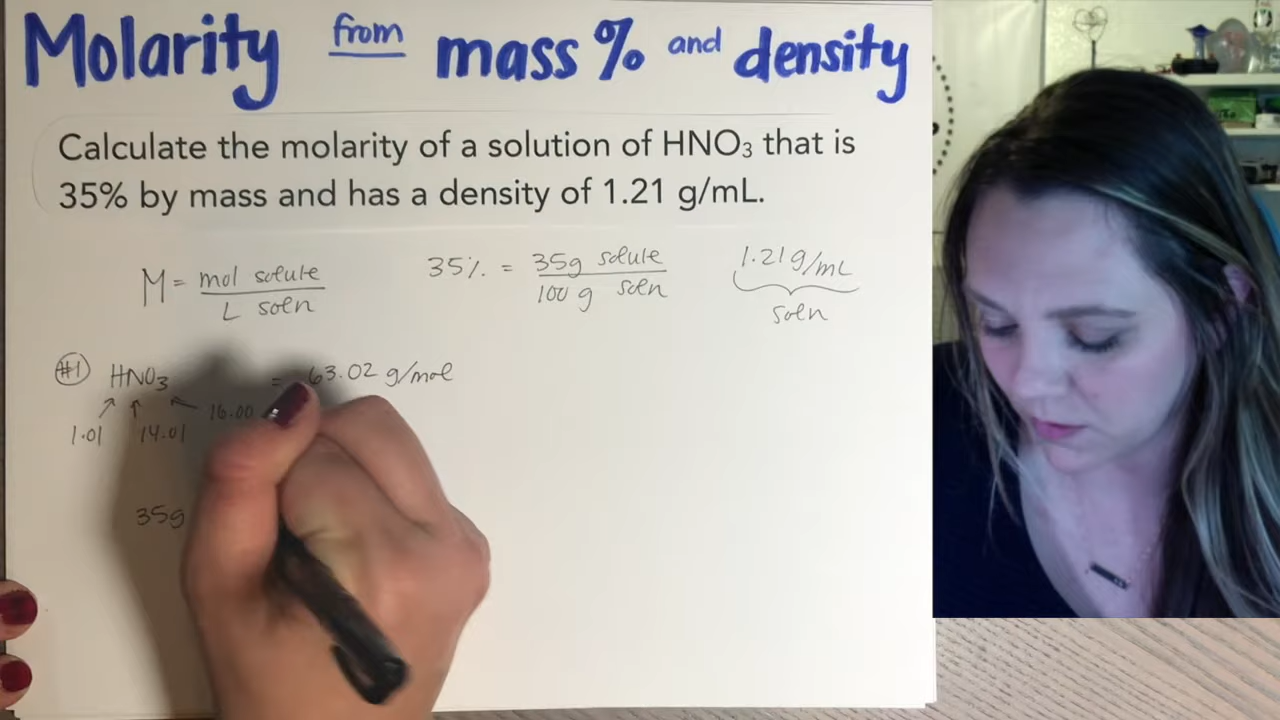 Molarity from mass % and density
Calculate the molarity of a solution of HNO₃ that is
35% by mass and has a density of 1.21 g/mL.
M = mol solute / L soln
35% = 35g solute / 100 g soln
1.21 g/mL
soln
#1 HNO₃ = 63.02 g/mol
1.01 14.01 16.00
35g